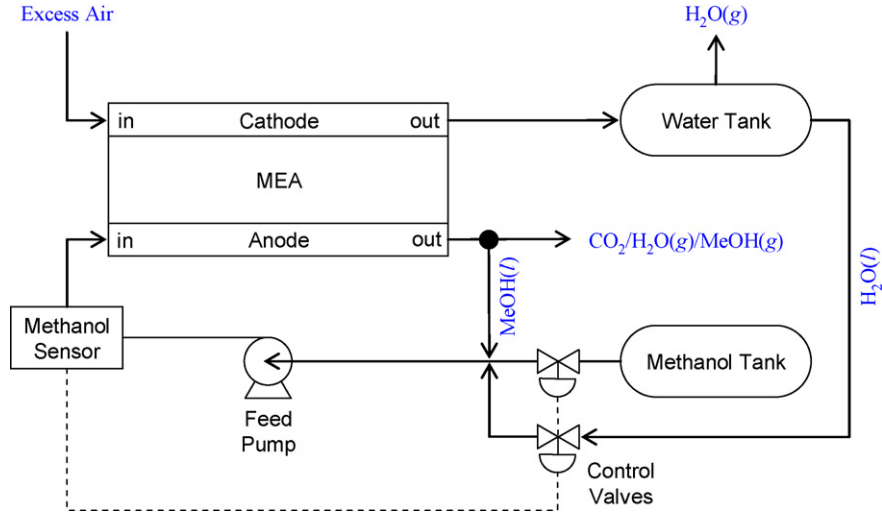 Excess Air
H₂O(g)
in Cathode out
Water Tank
MEA
in Anode out
CO₂/H₂O(g)/MeOH(g)
MeOH(l)
H₂O(l)
Methanol
Sensor
Methanol Tank
Feed
Pump
Control
Valves